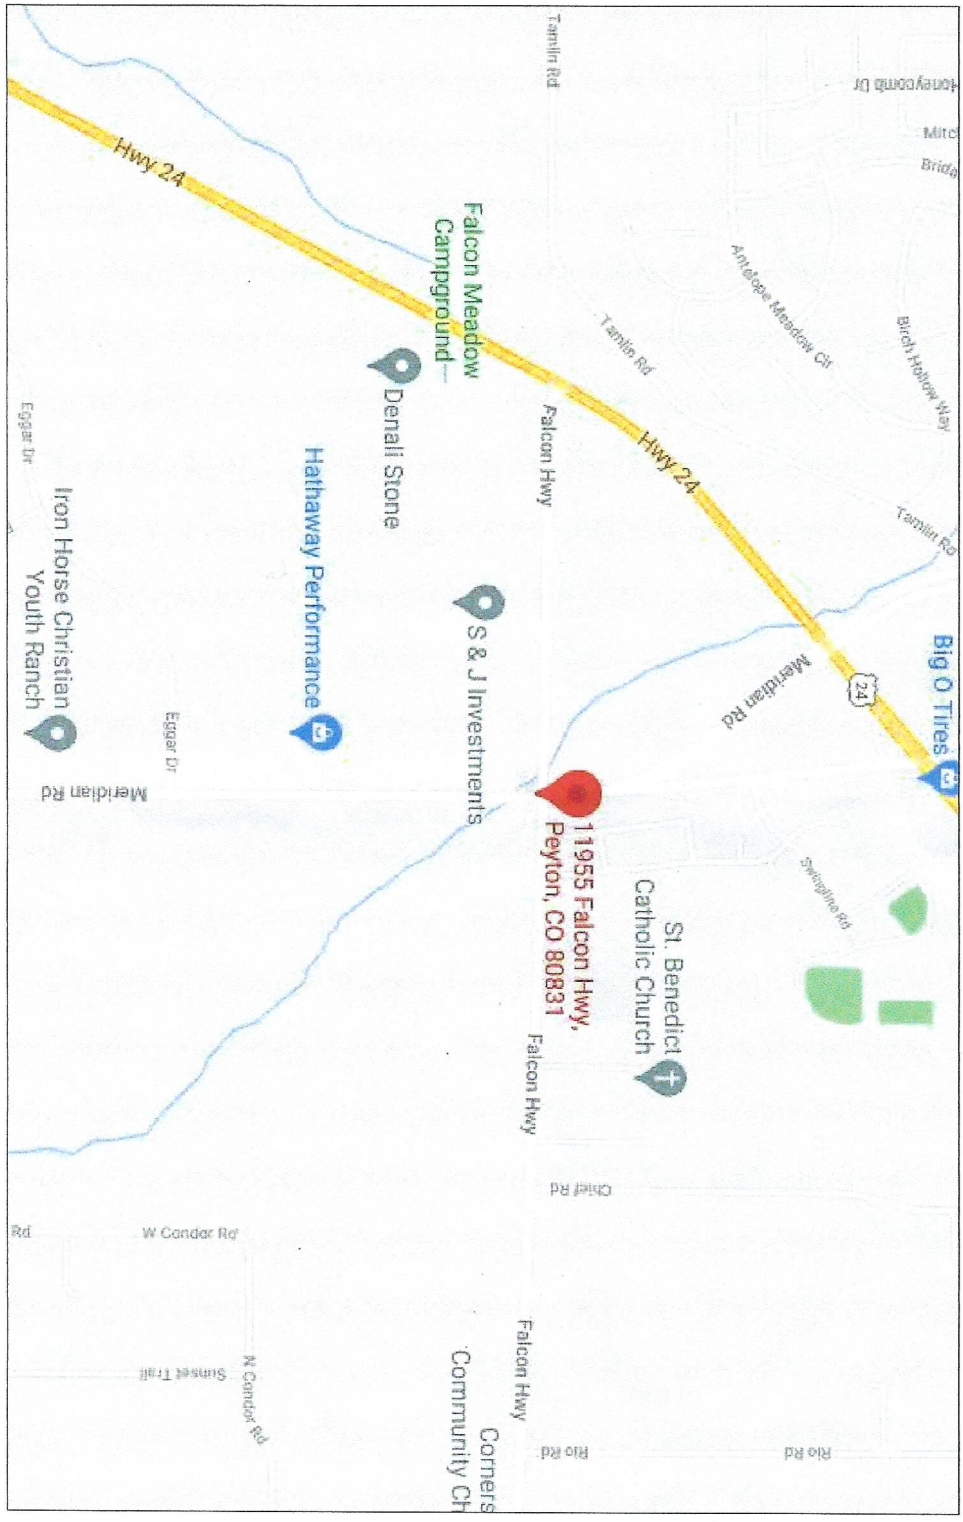 Honeycomb Dr
Mitc
Brida
Big O Tires
Birch Hollow Way
Tamlin Rd
24
Antelope Meadow Cir
Swingline Rd
Rio Rd
Meridian Rd
Hwy 24
Tamlin Rd
St. Benedict
Catholic Church
Chief Rd
Tamlin Rd
Falcon Hwy
11955 Falcon Hwy,
Peyton, CO 80831
Falcon Hwy
Falcon Hwy
Rio Rd
Falcon Meadow
Campground
S & J Investments
Corners
Community Ch
Denali Stone
Hathaway Performance
N Condor Rd
Hwy 24
Eggar Dr
W Condor Rd
Sunset Trail
Meridian Rd
Eggar Dr
Iron Horse Christian
Youth Ranch
Rd